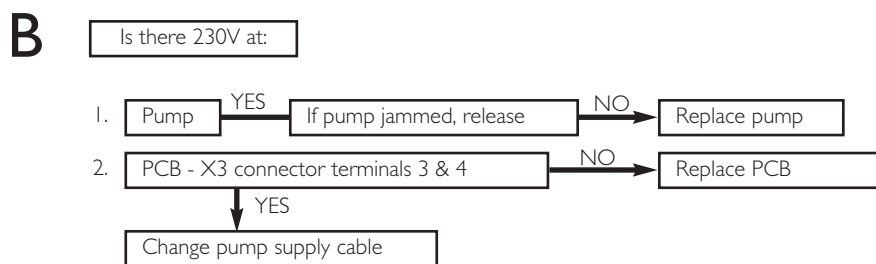 B
Is there 230V at:
1. Pump YES If pump jammed, release NO Replace pump
2. PCB - X3 connector terminals 3 & 4 NO Replace PCB
YES
Change pump supply cable